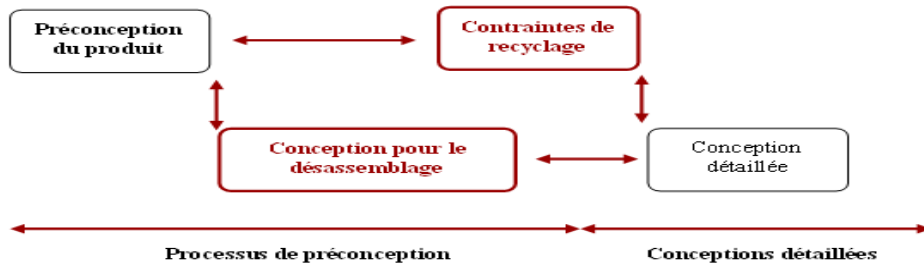 Préconception
du produit
Contraintes de
recyclage
Conception pour le
désassemblage
Conception
détaillée
Processus de préconception
Conceptions détaillées